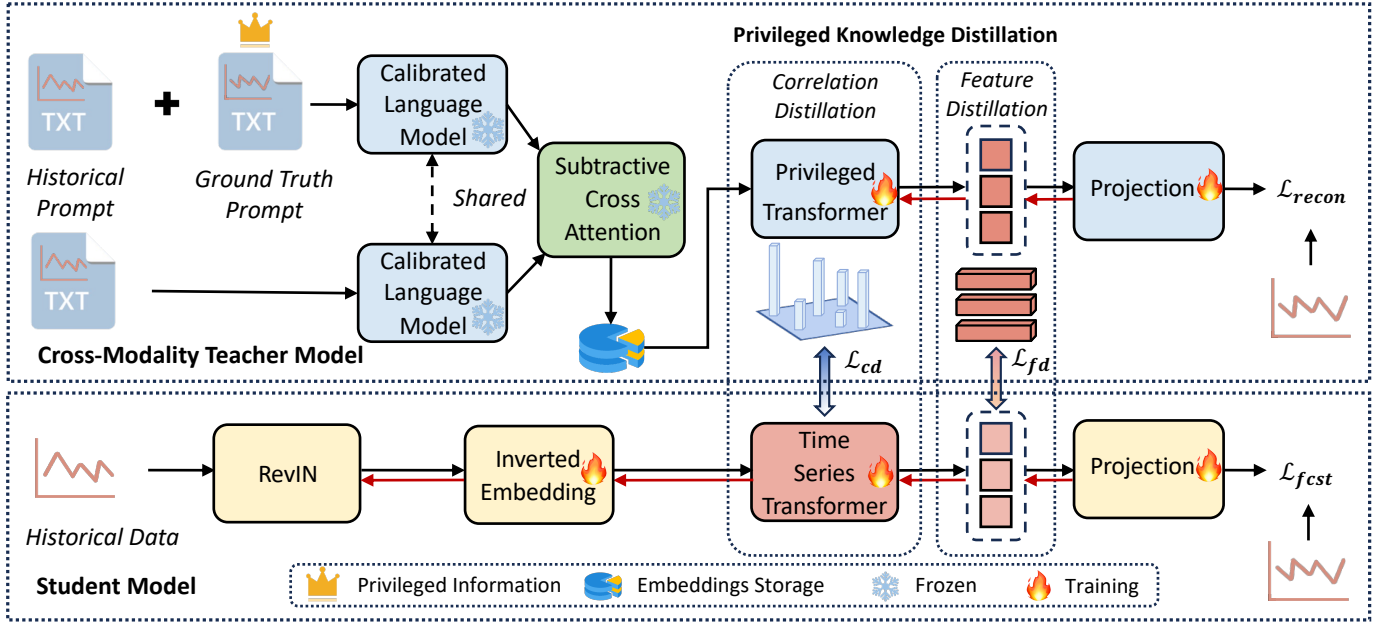 Privileged Knowledge Distillation
TXT
TXT
Historical
Prompt
Ground Truth
Prompt
Calibrated
Language
Model
Shared
TXT
Calibrated
Language
Model
Subtractive
Cross
Attention
Correlation
Distillation
Privileged
Transformer
Feature
Distillation
Projection
ℒrecon
Cross-Modality Teacher Model
ℒcd
ℒfd
Historical Data
RevIN
Inverted
Embedding
Time
Series
Transformer
Projection
ℒfcst
Student Model
Privileged Information
Embeddings Storage
Frozen
Training